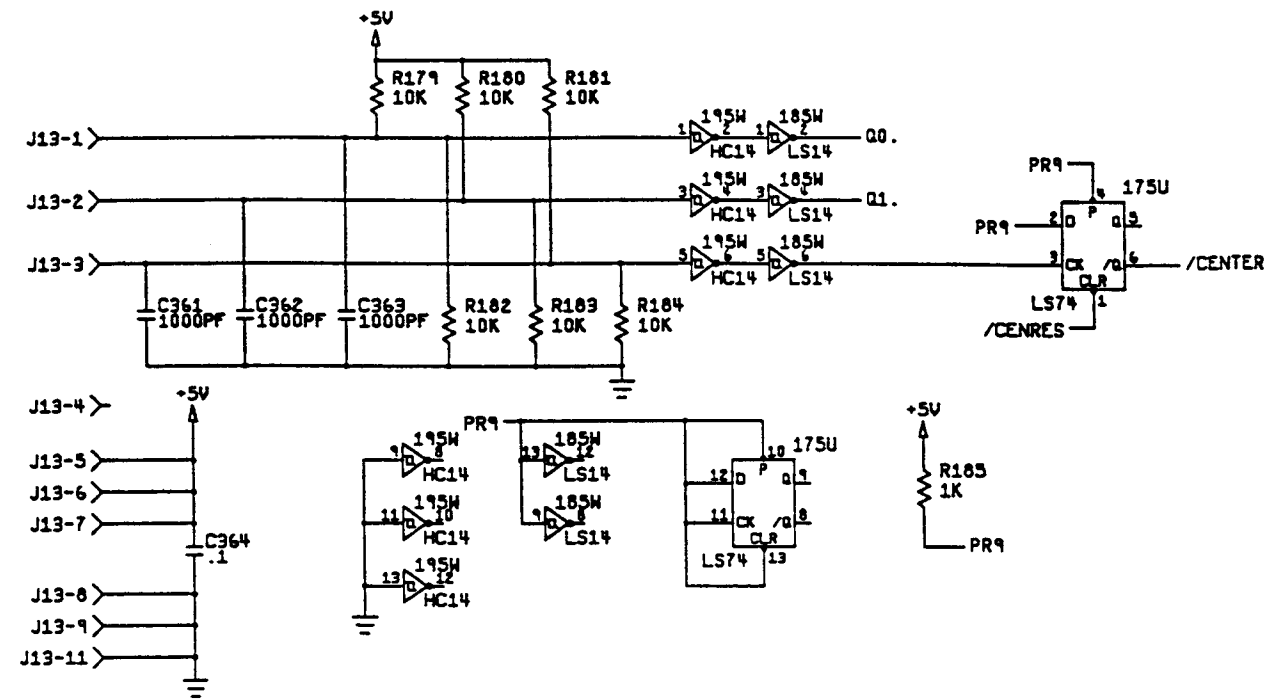 +5V
R179
10K
R180
10K
R181
10K
J13-1
1
195W
2
HC14
1
185W
2
LS14
Q0.
J13-2
3
195W
4
HC14
3
185W
4
LS14
Q1.
J13-3
5
195W
6
HC14
5
185W
6
LS14
PR9
4
175U
PR9
2
D
P
Q
5
3
CK
/Q
6
/CENTER
CLR
LS74
1
/CENRES
C361
1000PF
C362
1000PF
C363
1000PF
R182
10K
R183
10K
R184
10K
J13-4
+5V
J13-5
J13-6
J13-7
C364
.1
J13-8
J13-9
J13-11
9
195W
8
HC14
11
195W
10
HC14
13
195W
12
HC14
PR9
13
185W
12
LS14
9
185W
8
LS14
10
175U
12
D
P
Q
9
11
CK
/Q
8
CLR
LS74
13
+5V
R185
1K
PR9